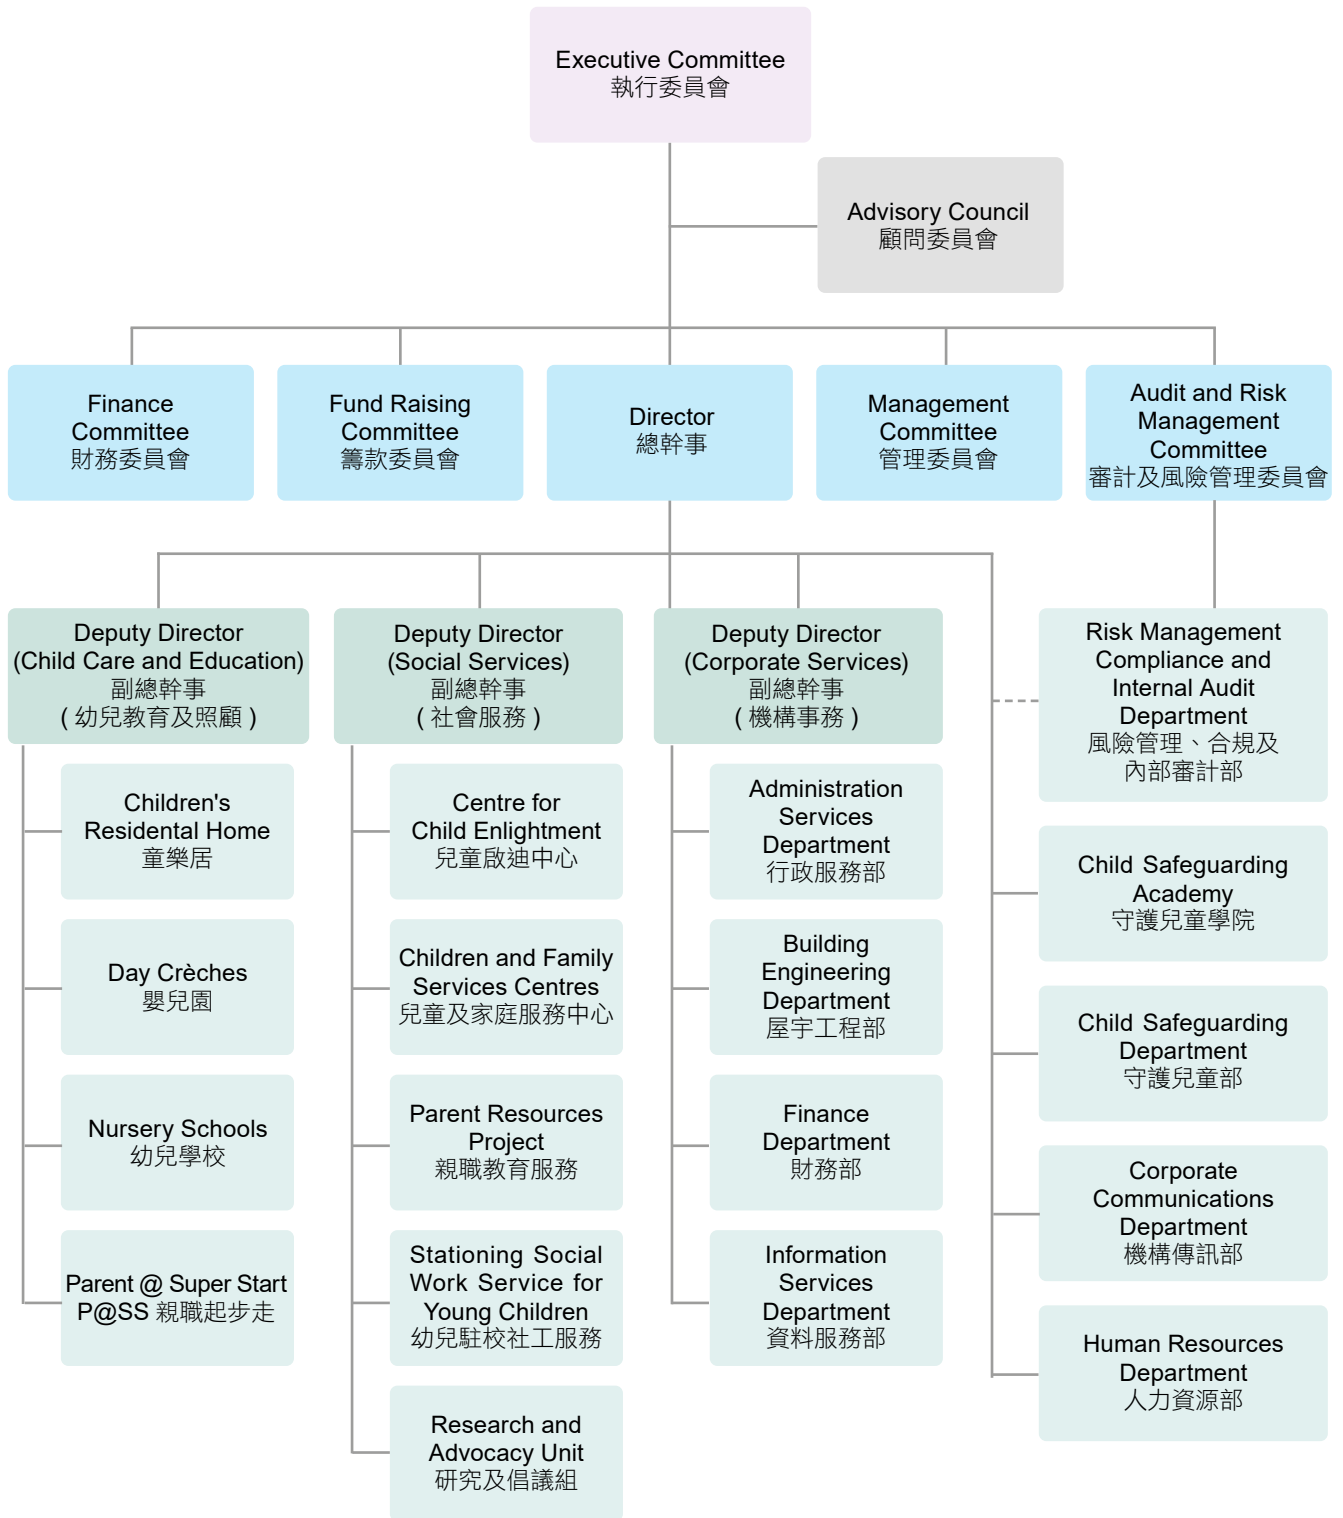 Executive Committee
執行委員會
Advisory Council
顧問委員會
Finance
Committee
財務委員會
Fund Raising
Committee
籌款委員會
Director
總幹事
Management
Committee
管理委員會
Audit and Risk
Management
Committee
審計及風險管理委員會
Deputy Director
(Child Care and Education)
副總幹事
( 幼兒教育及照顧 )
Children's
Residental Home
童樂居
Day Crèches
嬰兒園
Nursery Schools
幼兒學校
Parent @ Super Start
P@SS 親職起步走
Deputy Director
(Social Services)
副總幹事
( 社會服務 )
Centre for
Child Enlightment
兒童啟迪中心
Children and Family
Services Centres
兒童及家庭服務中心
Parent Resources
Project
親職教育服務
Stationing Social
Work Service for
Young Children
幼兒駐校社工服務
Research and
Advocacy Unit
研究及倡議組
Deputy Director
(Corporate Services)
副總幹事
( 機構事務 )
Administration
Services
Department
行政服務部
Building
Engineering
Department
屋宇工程部
Finance
Department
財務部
Information
Services
Department
資料服務部
Risk Management
Compliance and
Internal Audit
Department
風險管理、合規及
內部審計部
Child Safeguarding
Academy
守護兒童學院
Child Safeguarding
Department
守護兒童部
Corporate
Communications
Department
機構傳訊部
Human Resources
Department
人力資源部